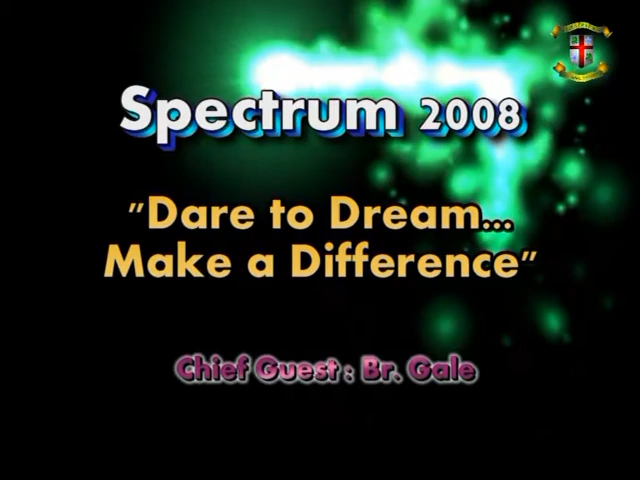 Spectrum 2008
"Dare to Dream...
Make a Difference"
Chief Guest : Br. Gale